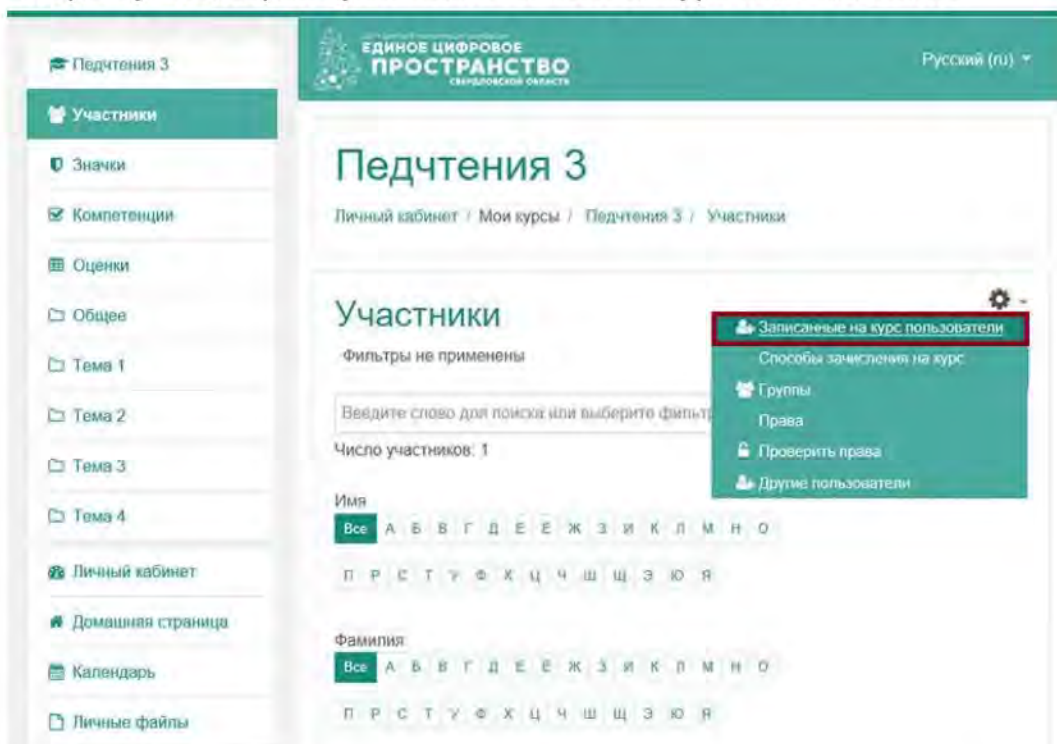 Педчтения 3
Участники
Значки
Компетенции
Оценки
Общее
Тема 1
Тема 2
Тема 3
Тема 4
Личный кабинет
Домашняя страница
Календарь
Личные файлы
ЕДИНОЕ ЦИФРОВОЕ
ПРОСТРАНСТВО
СВЕРДЛОВСКОЙ ОБЛАСТИ
Русский (ru)
Педчтения 3
Личный кабинет / Мои курсы / Педчтения 3 / Участники
Участники
Фильтры не применены
Введите слово для поиска или выберите фильтр
Число участников: 1
Записанные на курс пользователи
Способы зачисления на курс
Группы
Права
Проверить права
Другие пользователи
Имя
Все А Б В Г Д Е Ё Ж З И К Л М Н О
П Р С Т У Ф Х Ц Ч Ш Щ Э Ю Я
Фамилия
Все А Б В Г Д Е Ё Ж З И К Л М Н О
П Р С Т У Ф Х Ц Ч Ш Щ Э Ю Я